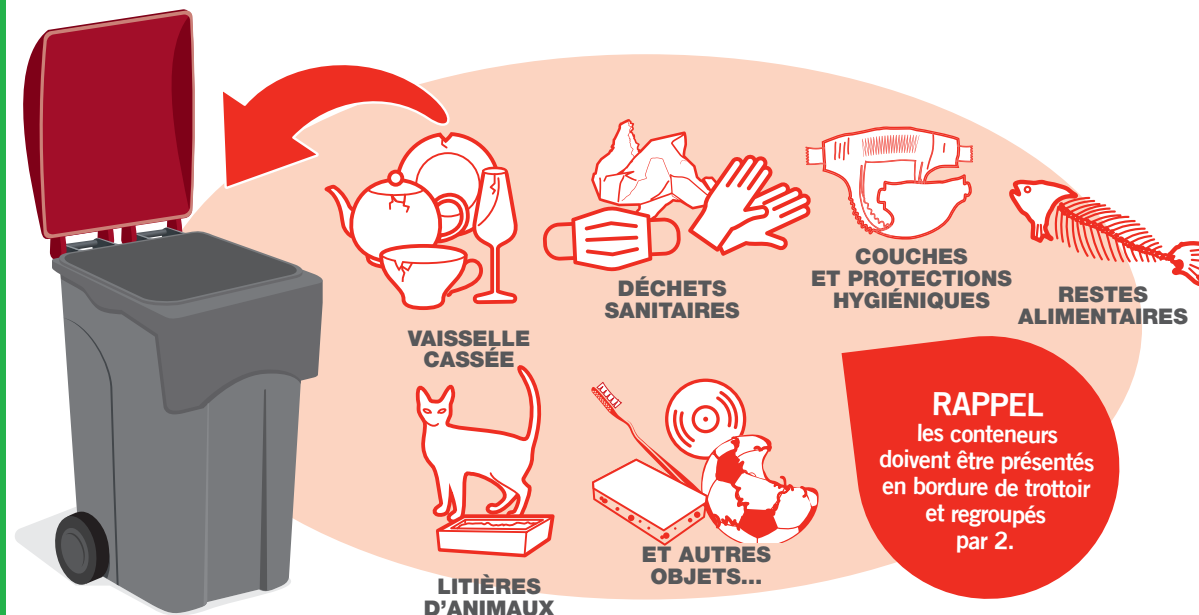 VAISSELLE
CASSÉE
DÉCHETS
SANITAIRES
COUCHES
ET PROTECTIONS
HYGIÉNIQUES
RESTES
ALIMENTAIRES
LITIÈRES
D'ANIMAUX
ET AUTRES
OBJETS...
RAPPEL
les conteneurs
doivent être présentés
en bordure de trottoir
et regroupés
par 2.